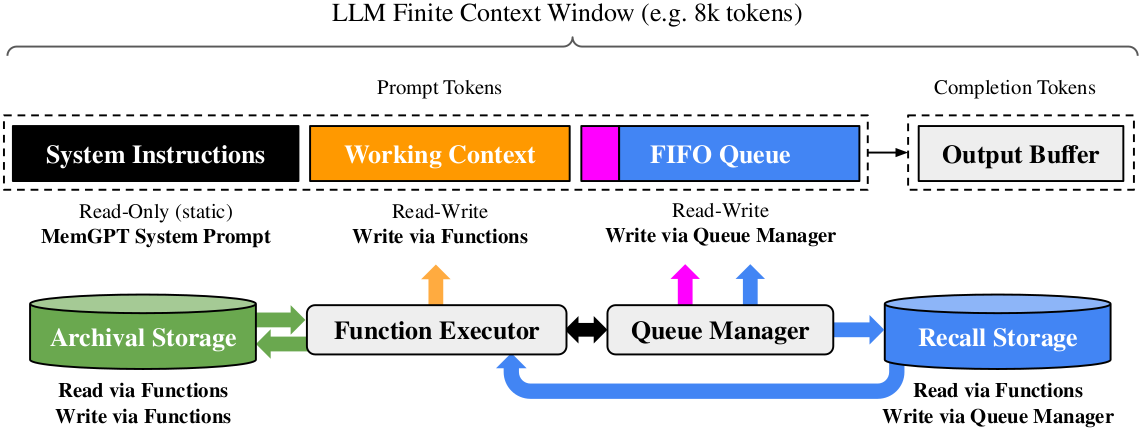 LLM Finite Context Window (e.g. 8k tokens)
Prompt Tokens
Completion Tokens
System Instructions
Working Context
FIFO Queue
Output Buffer
Read-Only (static)
MemGPT System Prompt
Read-Write
Write via Functions
Read-Write
Write via Queue Manager
Archival Storage
Function Executor
Queue Manager
Recall Storage
Read via Functions
Write via Functions
Read via Functions
Write via Queue Manager